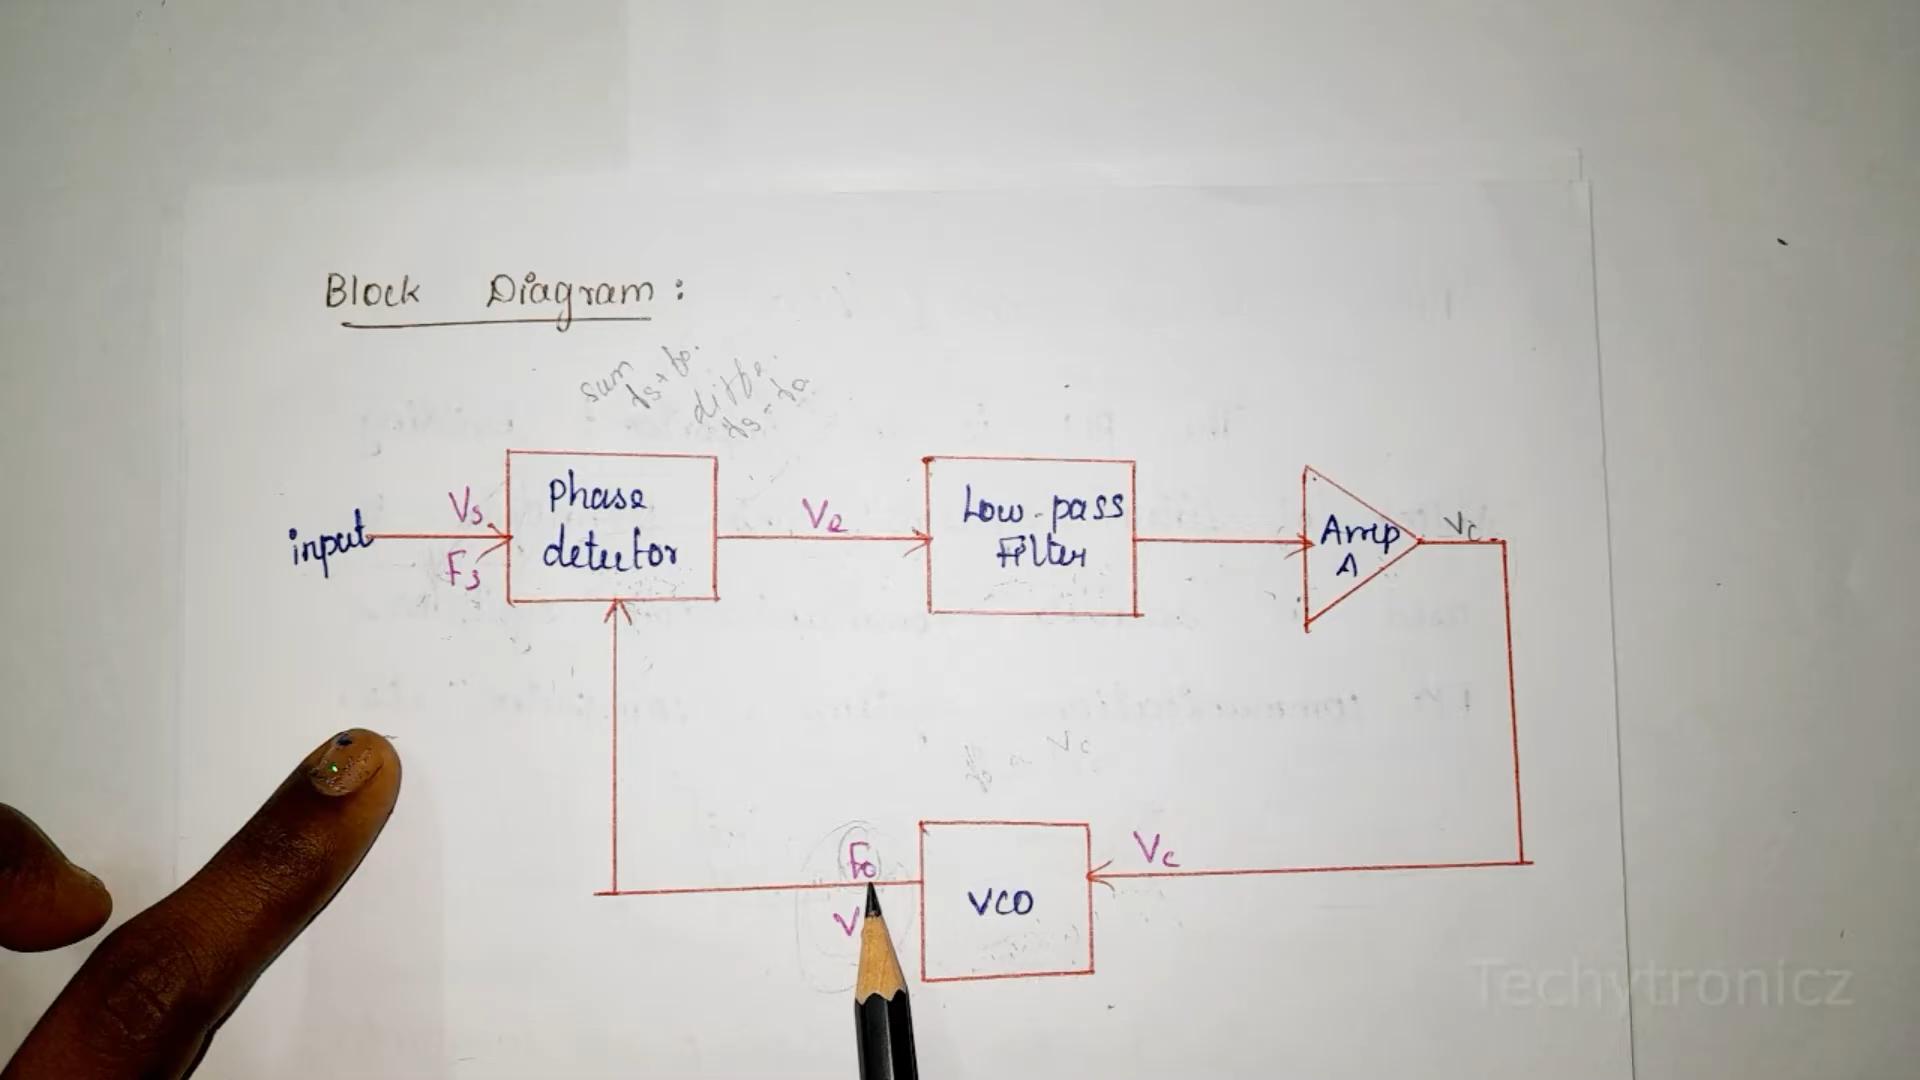 Block Diagram :
sum
fs + fo.
diffe.
fs - fo
Vs
input
Fs
Phase
detector
Ve
Low-pass
Filter
Amp
A
Vc
Vc
Fo
V
Vc
VCO
Techytronicz